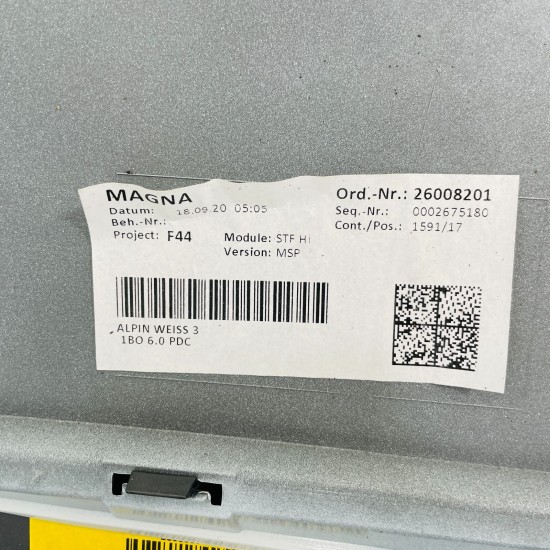 MAGNA
Ord.-Nr.: 26008201
Datum: 18.09.20 05:05
Seq.-Nr.: 0002675180
Beh.-Nr.:
Cont./Pos.: 1591/17
Project: F44
Module: STF HI
Version: MSP
ALPIN WEISS 3
1BO 6.0 PDC